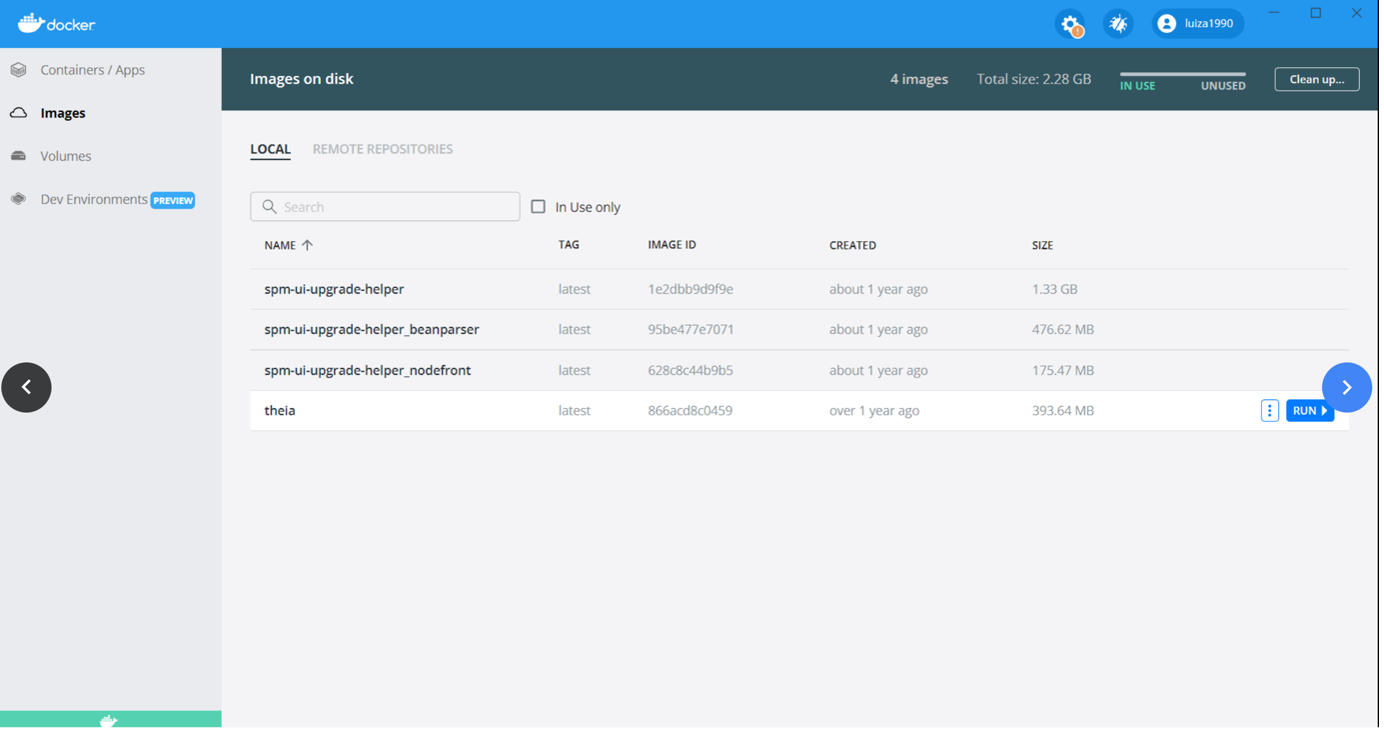 docker
luiza1990
Containers / Apps
Images
Volumes
Dev Environments PREVIEW
Images on disk
4 images Total size: 2.28 GB IN USE UNUSED Clean up...
LOCAL REMOTE REPOSITORIES
Search In Use only
NAME TAG IMAGE ID CREATED SIZE
spm-ui-upgrade-helper latest 1e2dbb9d9f9e about 1 year ago 1.33 GB
spm-ui-upgrade-helper_beanparser latest 95be477e7071 about 1 year ago 476.62 MB
spm-ui-upgrade-helper_nodefront latest 628c8c44b9b5 about 1 year ago 175.47 MB
theia latest 866acd8c0459 over 1 year ago 393.64 MB RUN